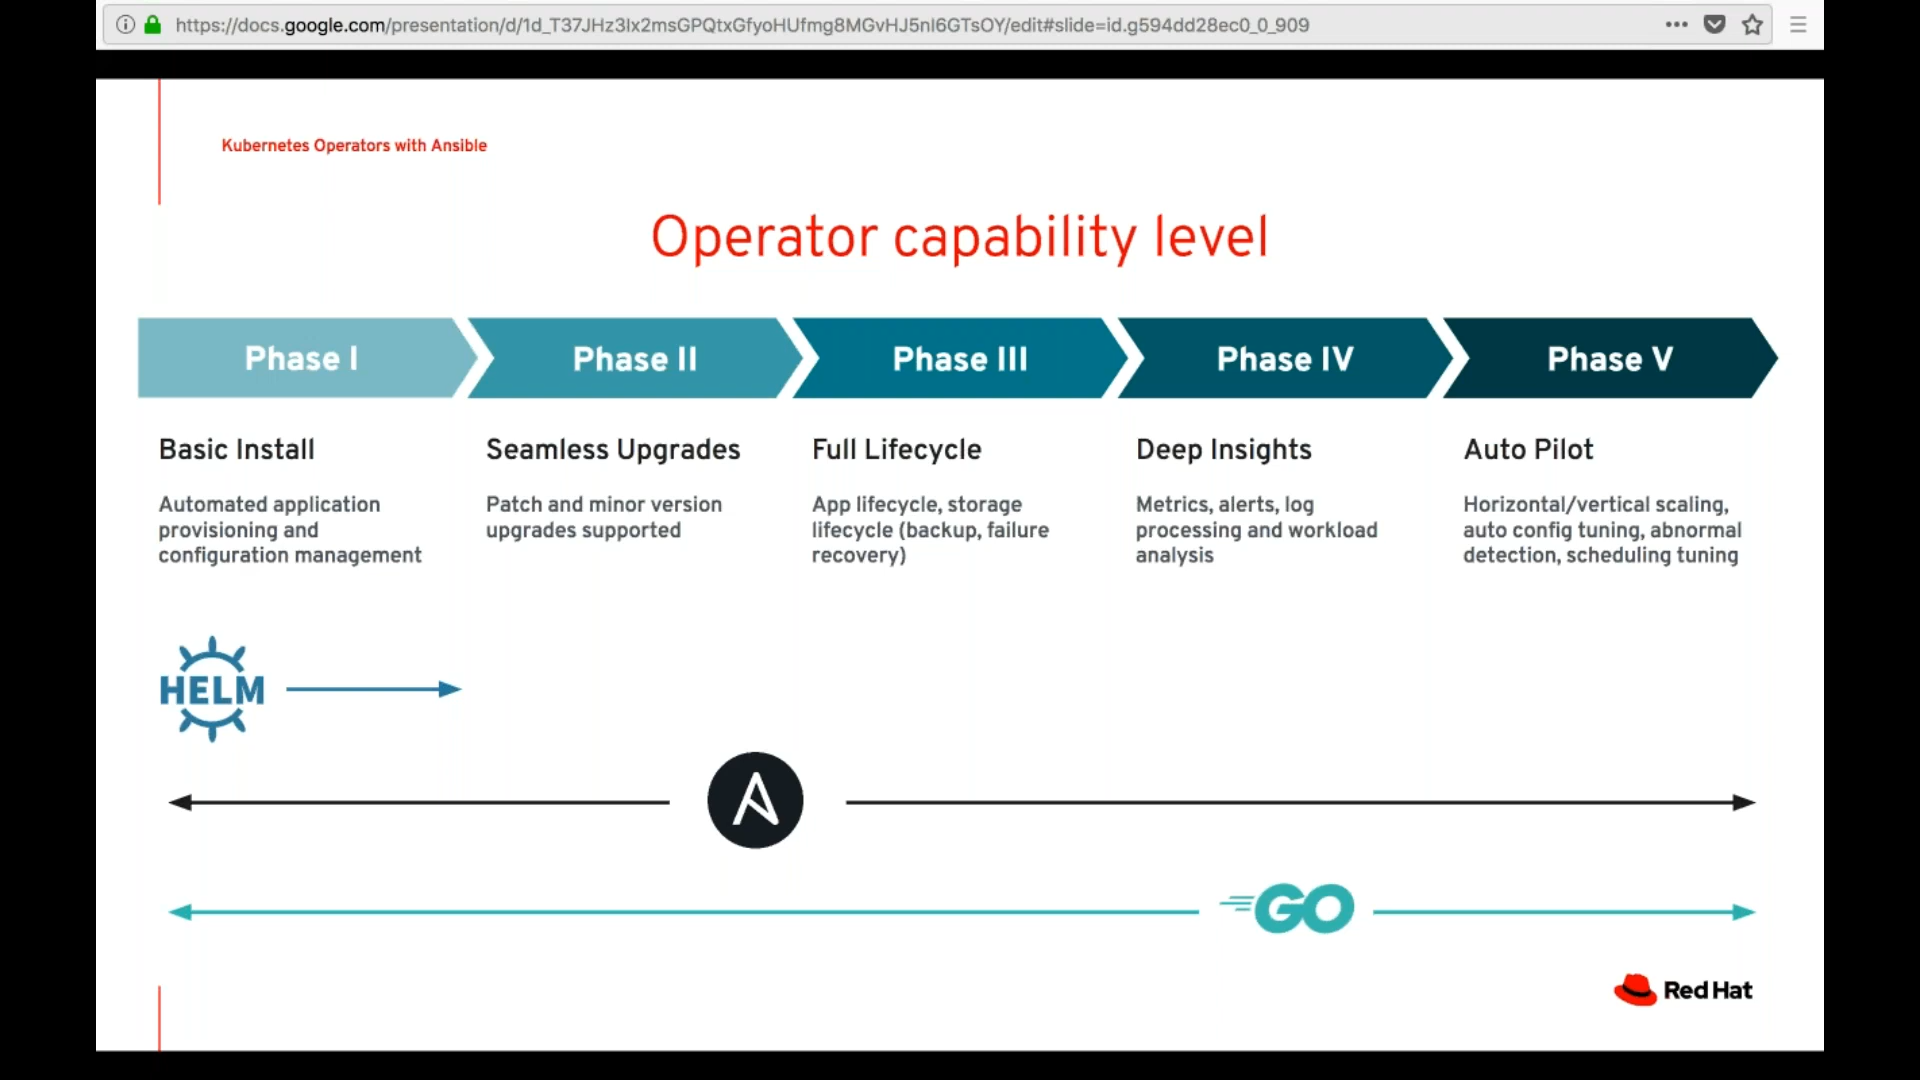 https://docs.google.com/presentation/d/1d_T37JHz3Ix2msGPQtxGfyoHUfmg8MGvHJ5nI6GTsOY/edit#slide=id.g594dd28ec0_0_909
Kubernetes Operators with Ansible
Operator capability level
Phase I
Phase II
Phase III
Phase IV
Phase V
Basic Install
Automated application
provisioning and
configuration management
Seamless Upgrades
Patch and minor version
upgrades supported
Full Lifecycle
App lifecycle, storage
lifecycle (backup, failure
recovery)
Deep Insights
Metrics, alerts, log
processing and workload
analysis
Auto Pilot
Horizontal/vertical scaling,
auto config tuning, abnormal
detection, scheduling tuning
HELM
A
GO
Red Hat